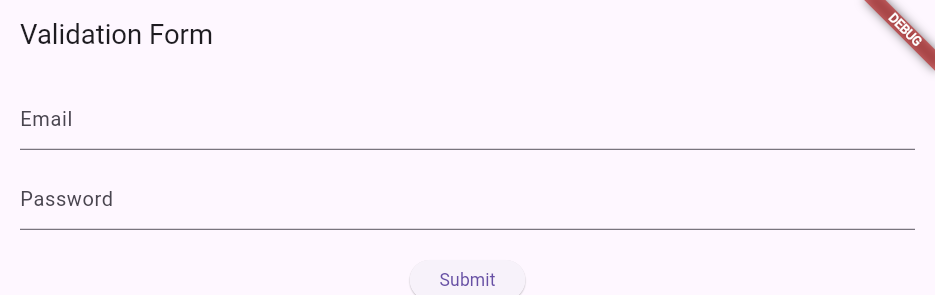 Validation Form
DEBUG
Email
Password
Submit